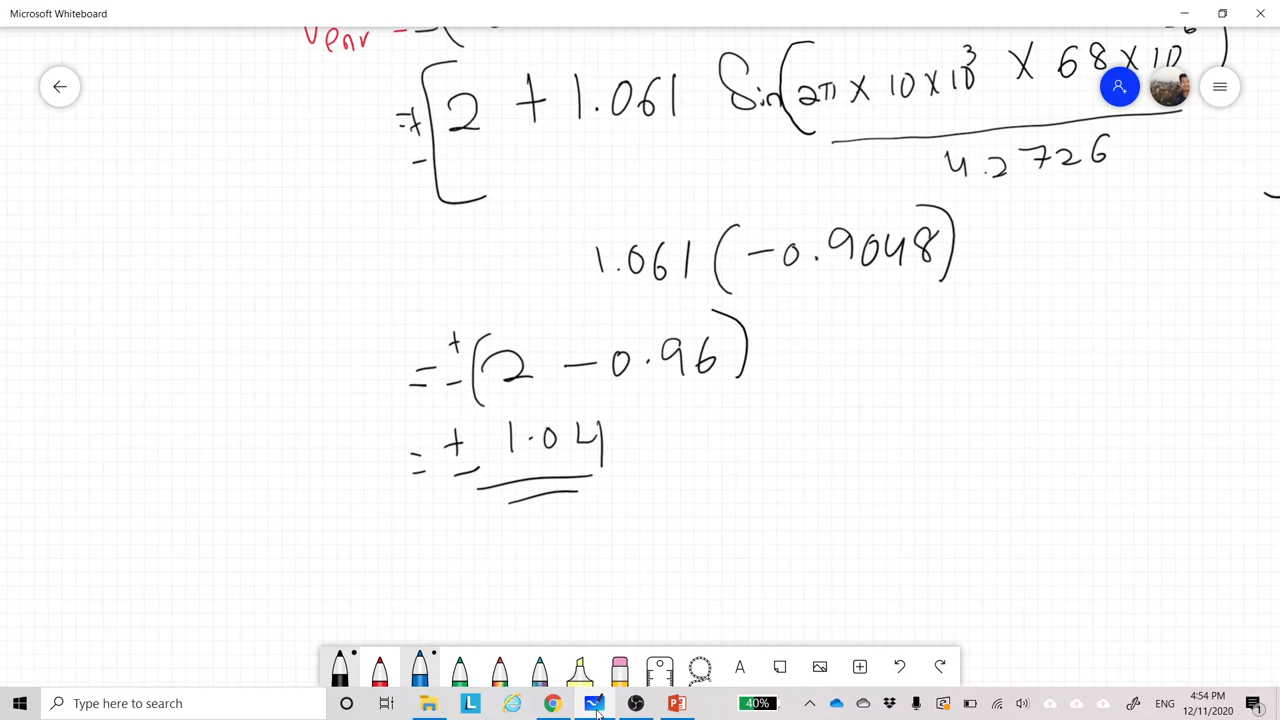 Microsoft Whiteboard
= ± [ 2 + 1.061 Sin( 2π × 10 × 10³ × 68 × 10
4.2726
1.061 ( -0.9048 )
= ± ( 2 - 0.96 )
= ± 1.04
A
Type here to search
L
40%
ENG
4:54 PM
12/11/2020
1